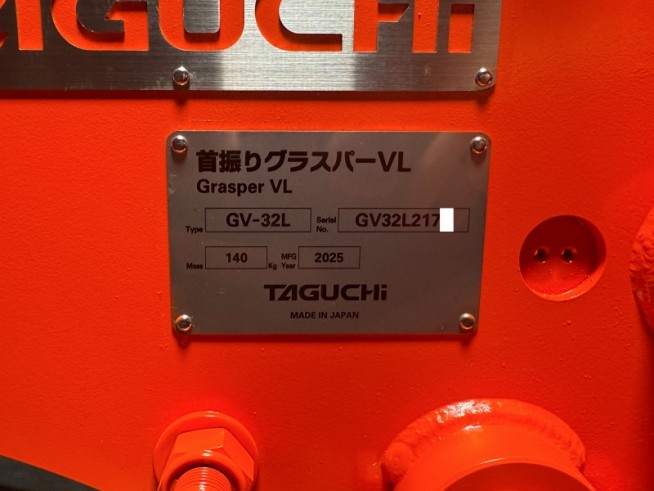 TAGUCHi
首振りグラスパーVL
Grasper VL
Type GV-32L Serial No. GV32L217
Mass 140 Kg MFG Year 2025
TAGUCHi
MADE IN JAPAN